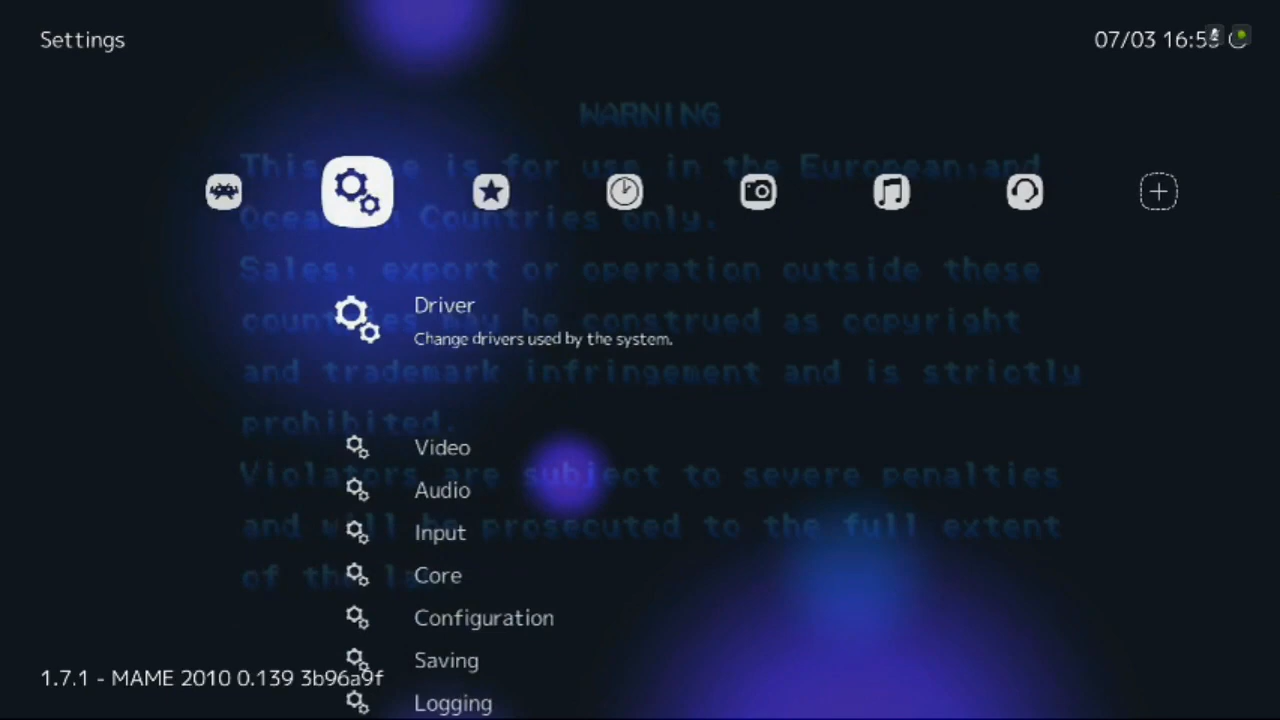 Settings
07/03 16:5
WARNING
This is for use in the European and
Countries only.
Sales, export or operation outside these
may be construed as copyright
and trademark infringement and is strictly
prohibited.
Driver
Change drivers used by the system.
Video
Violators are subject to severe penalties
Audio
and will be prosecuted to the full extent
Input
of the
Core
Configuration
Saving
1.7.1 - MAME 2010 0.139 3b96a9f
Logging